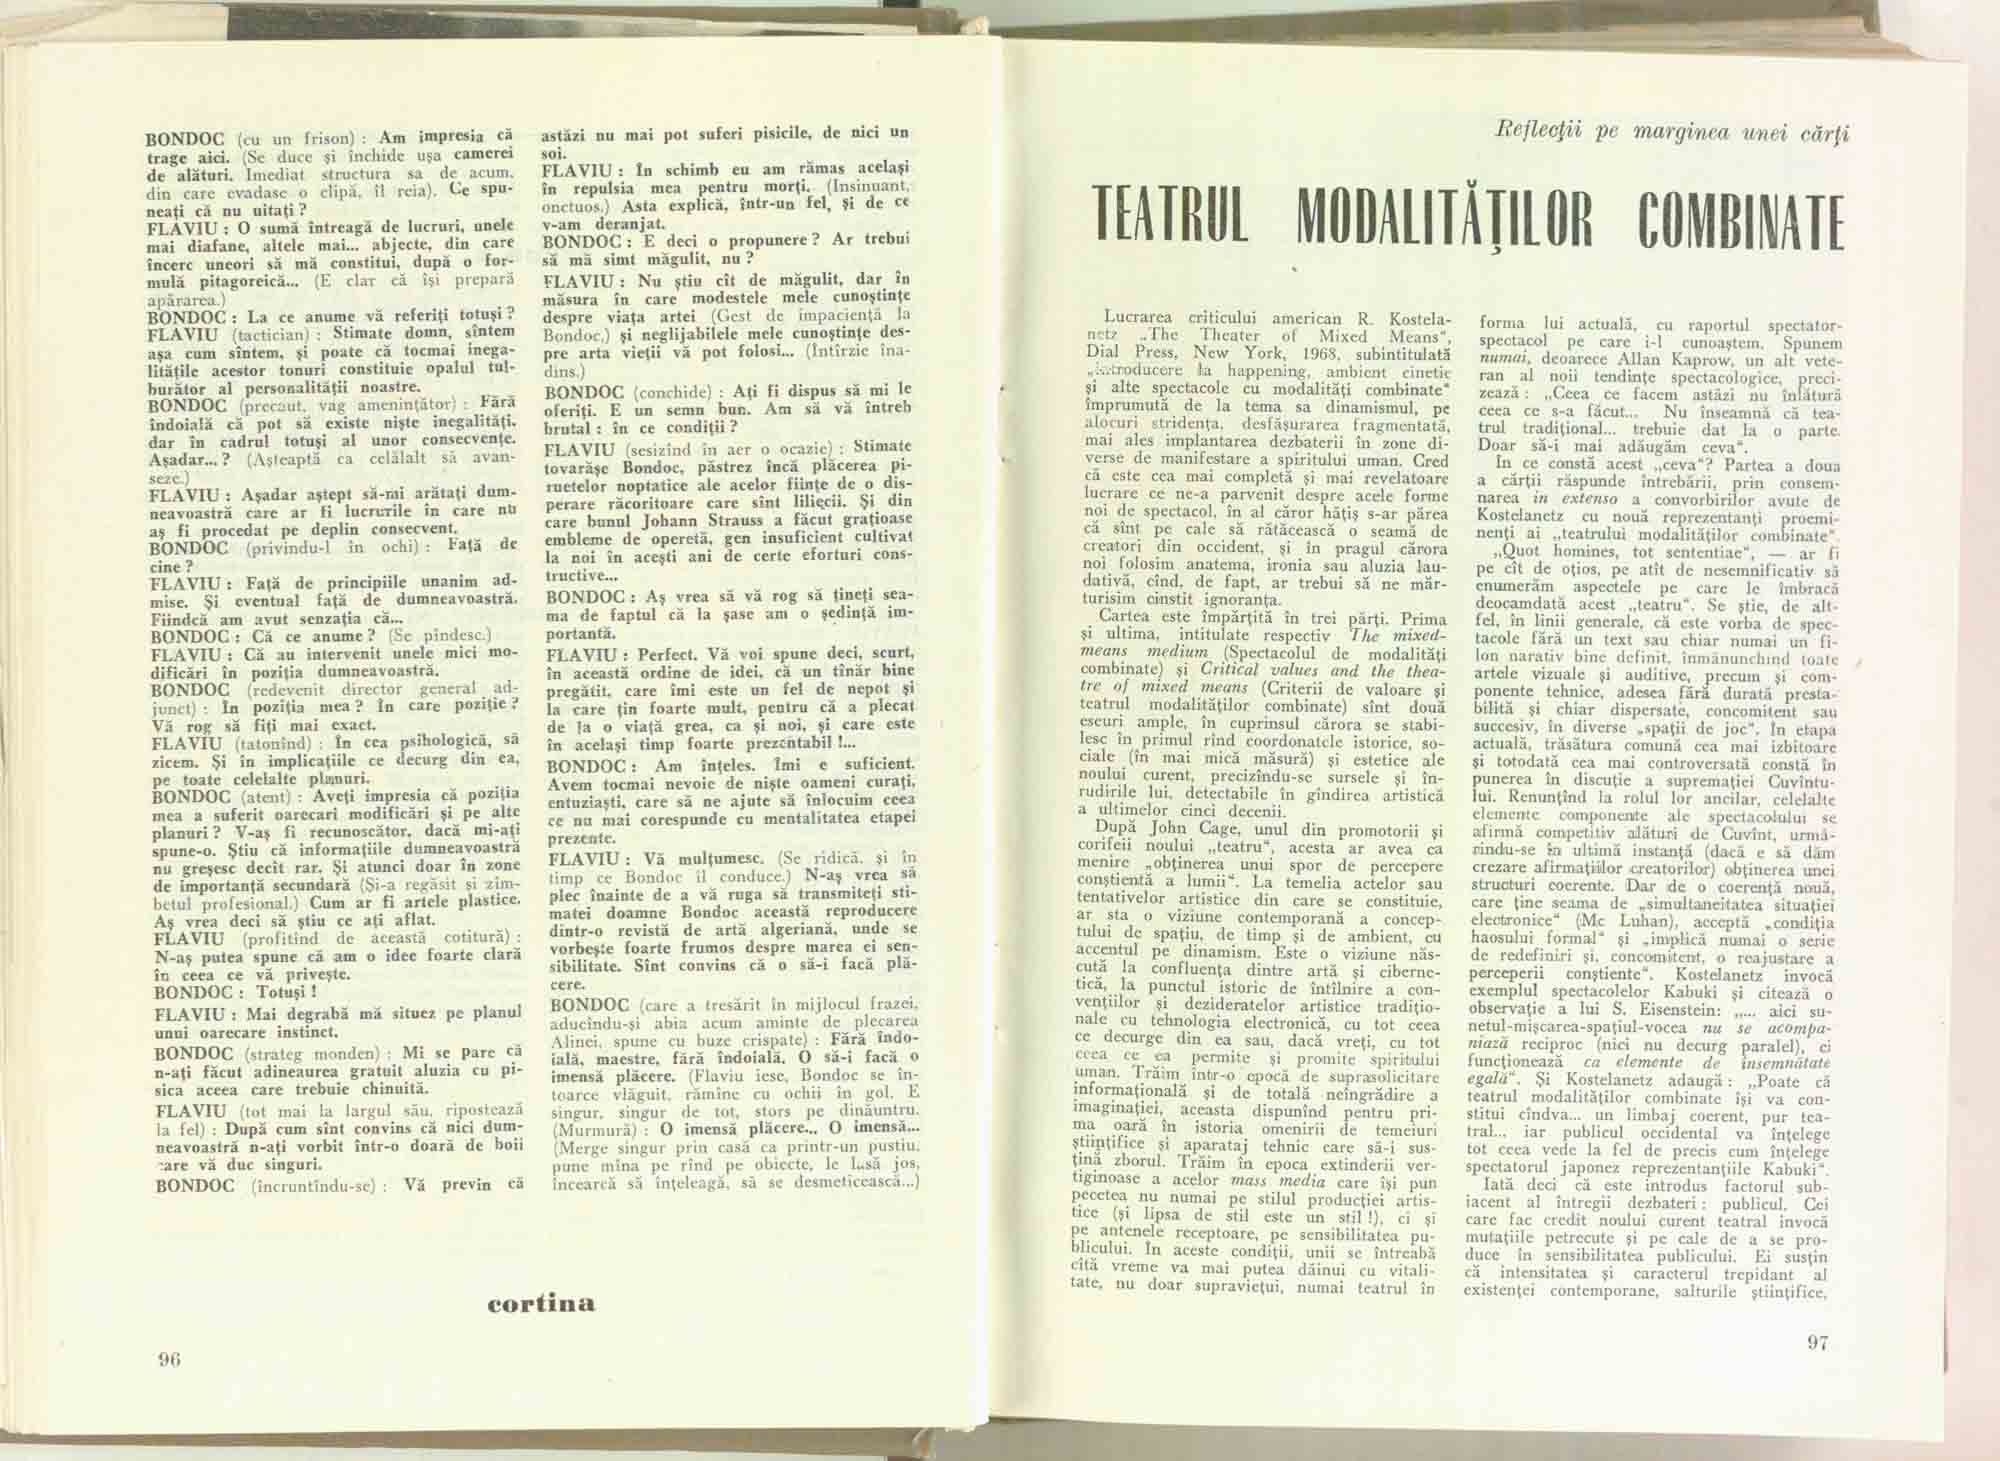 BONDOC (cu un frison) : Am impresia că
trage aici. (Se duce și închide ușa camerei
de alături. Imediat structura sa de acum,
din care evadase o clipă, îl reia). Ce spu-
neați că nu uitați ?
FLAVIU : O sumă întreagă de lucruri, unele
mai diafane, altele mai... abjecte, din care
încerc uneori să mă constitui, după o for-
mulă pitagoreică... (E clar că își prepară
apărarea.)
BONDOC : La ce anume vă referiți totuși ?
FLAVIU (tactician) : Stimate domn, sîntem
așa cum sîntem, și poate că tocmai inega-
litățile acestor tonuri constituie opalul tul-
burător al personalității noastre.
BONDOC (precaut, vag amenințător) : Fără
îndoială că pot să existe niște inegalități,
dar în cadrul totuși al unor consecvențe.
Așadar... ? (Așteaptă ca celălalt să avan-
seze.)
FLAVIU : Așadar aștept să-mi arătați dum-
neavoastră care ar fi lucrurile în care nu
aș fi procedat pe deplin consecvent.
BONDOC (privindu-l în ochi) : Față de
cine ?
FLAVIU : Față de principiile unanim ad-
mise. Și eventual față de dumneavoastră.
Fiindcă am avut senzația că...
BONDOC : Că ce anume ? (Se pîndesc.)
FLAVIU : Că au intervenit unele mici mo-
dificări în poziția dumneavoastră.
BONDOC (redevenit director general ad-
junct) : În poziția mea ? În care poziție ?
Vă rog să fiți mai exact.
FLAVIU (tatonînd) : În cea psihologică, să
zicem. Și în implicațiile ce decurg din ea,
pe toate celelalte planuri.
BONDOC (atent) : Aveți impresia că poziția
mea a suferit oarecari modificări și pe alte
planuri ? V-aș fi recunoscător, dacă mi-ați
spune-o. Știu că informațiile dumneavoastră
nu greșesc decît rar. Și atunci doar în zone
de importanță secundară (Și-a regăsit și zîm-
betul profesional.) Cum ar fi artele plastice.
Aș vrea deci să știu ce ați aflat.
FLAVIU (profitînd de această cotitură) :
N-aș putea spune că am o idee foarte clară
în ceea ce vă privește.
BONDOC : Totuși !
FLAVIU : Mai degrabă mă situez pe planul
unui oarecare instinct.
BONDOC (strateg monden) : Mi se pare că
n-ați făcut adineaurea gratuit aluzia cu pi-
sica aceea care trebuie chinuită.
FLAVIU (tot mai la largul său, ripostează
la fel) : După cum sînt convins că nici dum-
neavoastră n-ați vorbit într-o doară de boii
care vă duc singuri.
BONDOC (încruntîndu-se) : Vă previn că
astăzi nu mai pot suferi pisicile, de nici un
soi.
FLAVIU : În schimb eu am rămas același
în repulsia mea pentru morți. (Insinuant,
onctuos.) Asta explică, într-un fel, și de ce
v-am deranjat.
BONDOC : E deci o propunere ? Ar trebui
să mă simt măgulit, nu ?
FLAVIU : Nu știu cît de măgulit, dar în
măsura în care modestele mele cunoștințe
despre viața artei (Gest de impaciență la
Bondoc.) și neglijabilele mele cunoștințe des-
pre arta vieții vă pot folosi... (Întîrzie îna-
dins.)
BONDOC (conchide) : Ați fi dispus să mi le
oferiți. E un semn bun. Am să vă întreb
brutal : în ce condiții ?
FLAVIU (sesizînd în aer o ocazie) : Stimate
tovarășe Bondoc, păstrez încă plăcerea pi-
ruetelor noptatice ale acelor ființe de o dis-
perare răcoritoare care sînt liliecii. Și din
care bunul Johann Strauss a făcut grațioase
embleme de operetă, gen insuficient cultivat
la noi în acești ani de certe eforturi cons-
tructive...
BONDOC : Aș vrea să vă rog să țineți sea-
ma de faptul că la șase am o ședință im-
portantă.
FLAVIU : Perfect. Vă voi spune deci, scurt,
în această ordine de idei, că un tînăr bine
pregătit, care îmi este un fel de nepot și
la care țin foarte mult, pentru că a plecat
de la o viață grea, ca și noi, și care este
în același timp foarte prezentabil !...
BONDOC : Am înțeles. Îmi e suficient.
Avem tocmai nevoie de niște oameni curați,
entuziaști, care să ne ajute să înlocuim ceea
ce nu mai corespunde cu mentalitatea etapei
prezente.
FLAVIU : Vă mulțumesc. (Se ridică, și în
timp ce Bondoc îl conduce.) N-aș vrea să
plec înainte de a vă ruga să transmiteți sti-
matei doamne Bondoc această reproducere
dintr-o revistă de artă algeriană, unde se
vorbește foarte frumos despre marea ei sen-
sibilitate. Sînt convins că o să-i facă plă-
cere.
BONDOC (care a tresărit în mijlocul frazei,
aducîndu-și abia acum aminte de plecarea
Alinei, spune cu buze crispate) : Fără îndo-
ială, maestre, fără îndoială. O să-i facă o
imensă plăcere. (Flaviu iese, Bondoc se în-
toarce vlăguit, rămîne cu ochii în gol. E
singur, singur de tot, stors pe dinăuntru.
(Murmură) : O imensă plăcere... O imensă...
(Merge singur prin casă ca printr-un pustiu,
pune mîna pe rînd pe obiecte, le lasă jos,
încearcă să înțeleagă, să se desmeticească...)
cortina
96
Reflecții pe marginea unei cărți
TEATRUL MODALITĂȚILOR COMBINATE
Lucrarea criticului american R. Kostela-
netz „The Theater of Mixed Means“,
Dial Press, New York, 1968, subintitulată
„introducere la happening, ambient cinetic
și alte spectacole cu modalități combinate“
împrumută de la tema sa dinamismul, pe
alocuri stridența, desfășurarea fragmentată,
mai ales implantarea dezbaterii în zone di-
verse de manifestare a spiritului uman. Cred
că este cea mai completă și mai revelatoare
lucrare ce ne-a parvenit despre acele forme
noi de spectacol, în al căror hățiș s-ar părea
că sînt pe cale să rătăcească o seamă de
creatori din occident, și în pragul cărora
noi folosim anatema, ironia sau aluzia lau-
dativă, cînd, de fapt, ar trebui să ne măr-
turisim cinstit ignoranța.
Cartea este împărțită în trei părți. Prima
și ultima, intitulate respectiv The mixed-
means medium (Spectacolul de modalități
combinate) și Critical values and the thea-
tre of mixed means (Criterii de valoare și
teatrul modalităților combinate) sînt două
eseuri ample, în cuprinsul cărora se stabi-
lesc în primul rînd coordonatele istorice, so-
ciale (în mai mică măsură) și estetice ale
noului curent, precizîndu-se sursele și în-
rudirile lui, detectabile în gîndirea artistică
a ultimelor cinci decenii.
După John Cage, unul din promotorii și
corifeii noului „teatru“, acesta ar avea ca
menire „obținerea unui spor de percepere
conștientă a lumii“. La temelia actelor sau
tentativelor artistice din care se constituie,
ar sta o viziune contemporană a concep-
tului de spațiu, de timp și de ambient, cu
accentul pe dinamism. Este o viziune năs-
cută la confluența dintre artă și ciberne-
tică, la punctul istoric de întîlnire a con-
vențiilor și dezideratelor artistice tradițio-
nale cu tehnologia electronică, cu tot ceea
ce decurge din ea sau, dacă vreți, cu tot
ceea ce ea permite și promite spiritului
uman. Trăim într-o epocă de suprasolicitare
informațională și de totală neîngrădire a
imaginației, aceasta dispunînd pentru pri-
ma oară în istoria omenirii de temeiuri
științifice și aparataj tehnic care să-i sus-
țină zborul. Trăim în epoca extinderii ver-
tiginoase a acelor mass media care își pun
pecetea nu numai pe stilul producției artis-
tice (și lipsa de stil este un stil !), ci și
pe antenele receptoare, pe sensibilitatea pu-
blicului. În aceste condiții, unii se întreabă
cîtă vreme va mai putea dăinui cu vitali-
tate, nu doar supraviețui, numai teatrul în
forma lui actuală, cu raportul spectator-
spectacol pe care i-l cunoaștem. Spunem
numai, deoarece Allan Kaprow, un alt vete-
ran al noii tendințe spectacologice, preci-
zează : „Ceea ce facem astăzi nu înlătură
ceea ce s-a făcut... Nu înseamnă că tea-
trul tradițional... trebuie dat la o parte.
Doar să-i mai adăugăm ceva“.
În ce constă acest „ceva“? Partea a doua
a cărții răspunde întrebării, prin consem-
narea in extenso a convorbirilor avute de
Kostelanetz cu nouă reprezentanți proemi-
nenți ai „teatrului modalităților combinate“.
„Quot homines, tot sententiae“, — ar fi
pe cît de oțios, pe atît de nesemnificativ să
enumerăm aspectele pe care le îmbracă
deocamdată acest „teatru“. Se știe, de alt-
fel, în linii generale, că este vorba de spec-
tacole fără un text sau chiar numai un fi-
lon narativ bine definit, înmănunchind toate
artele vizuale și auditive, precum și com-
ponente tehnice, adesea fără durată presta-
bilită și chiar dispersate, concomitent sau
succesiv, în diverse „spații de joc“. În etapa
actuală, trăsătura comună cea mai izbitoare
și totodată cea mai controversată constă în
punerea în discuție a supremației Cuvîntu-
lui. Renunțînd la rolul lor ancilar, celelalte
elemente componente ale spectacolului se
afirmă competitiv alături de Cuvînt, urmă-
rindu-se în ultimă instanță (dacă e să dăm
crezare afirmațiilor creatorilor) obținerea unei
structuri coerente. Dar de o coerență nouă,
care ține seama de „simultaneitatea situației
electronice“ (Mc Luhan), acceptă „condiția
haosului formal“ și „implică numai o serie
de redefiniri și, concomitent, o reajustare a
perceperii conștiente“. Kostelanetz invocă
exemplul spectacolelor Kabuki și citează o
observație a lui S. Eisenstein: „... aici su-
netul-mișcarea-spațiul-vocea nu se acompa-
niază reciproc (nici nu decurg paralel), ci
funcționează ca elemente de însemnătate
egală“. Și Kostelanetz adaugă : „Poate că
teatrul modalităților combinate își va con-
stitui cîndva... un limbaj coerent, pur tea-
tral... iar publicul occidental va înțelege
tot ceea vede la fel de precis cum înțelege
spectatorul japonez reprezentanțiile Kabuki“.
Iată deci că este introdus factorul sub-
iacent al întregii dezbateri : publicul. Cei
care fac credit noului curent teatral invocă
mutațiile petrecute și pe cale de a se pro-
duce în sensibilitatea publicului. Ei susțin
că intensitatea și caracterul trepidant al
existenței contemporane, salturile științifice,
97